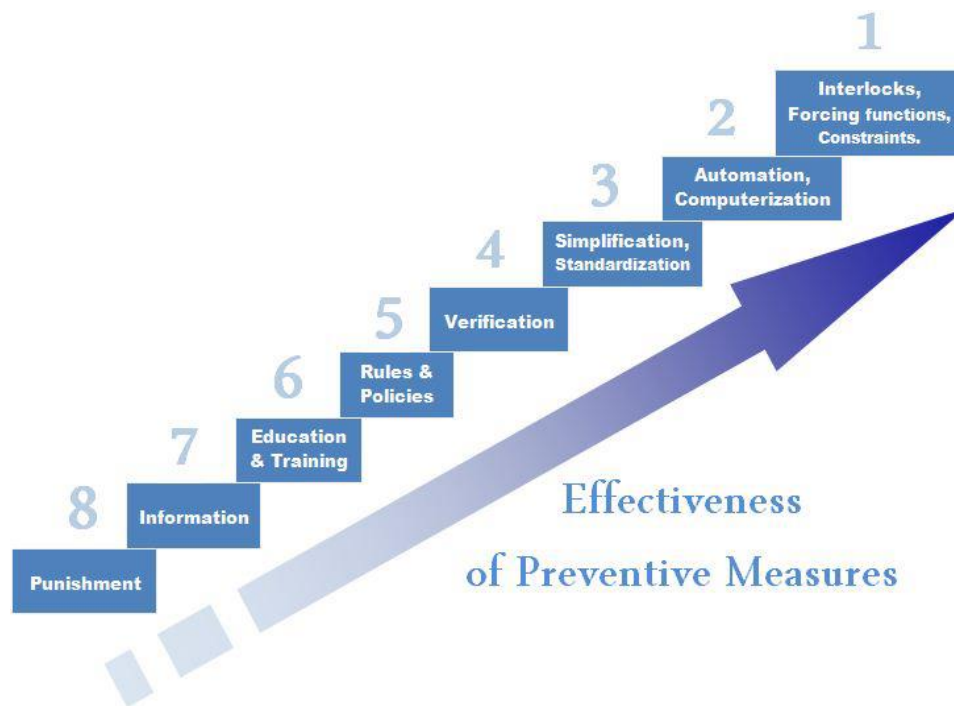 1
Interlocks,
Forcing functions,
Constraints.
2
Automation,
Computerization
3
Simplification,
Standardization
4
Verification
5
Rules &
Policies
6
Education
& Training
7
Information
8
Punishment
Effectiveness
of Preventive Measures